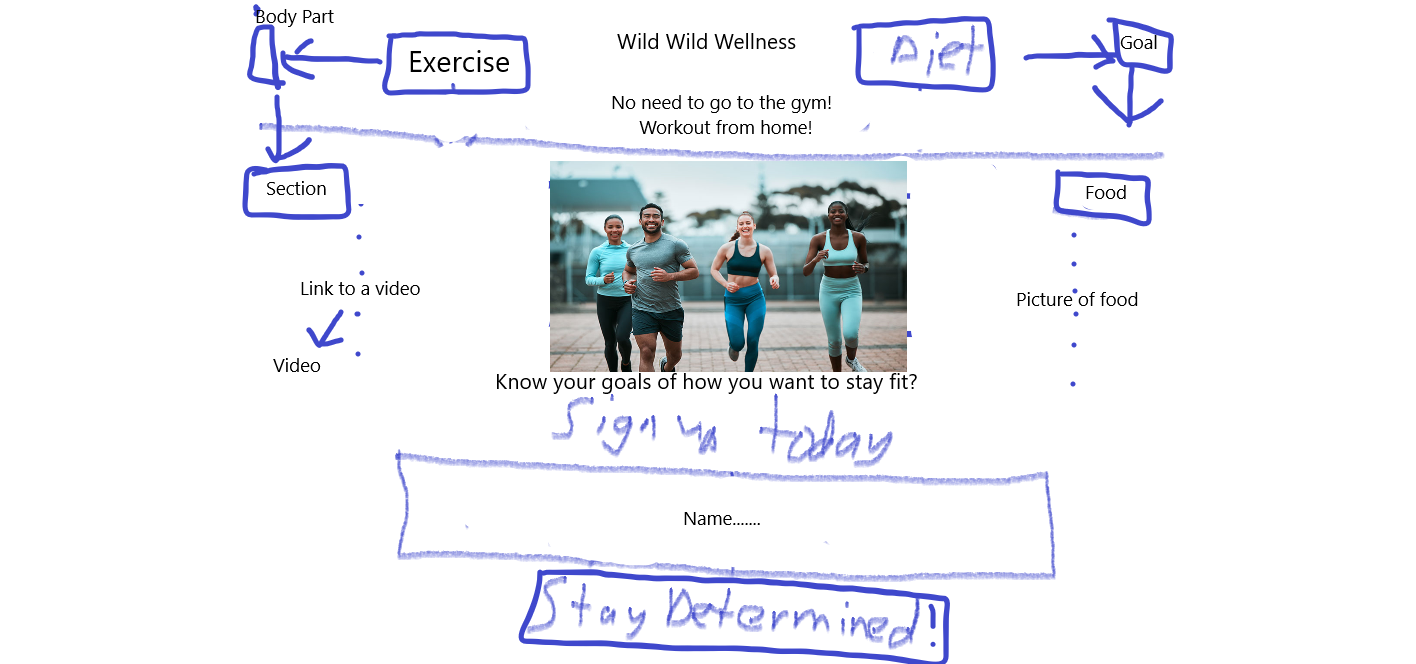 Body Part
Exercise
Wild Wild Wellness
Diet
Goal
No need to go to the gym!
Workout from home!
Section
Food
Link to a video
Picture of food
Video
Know your goals of how you want to stay fit?
Sign up today
Name.......
Stay Determined!